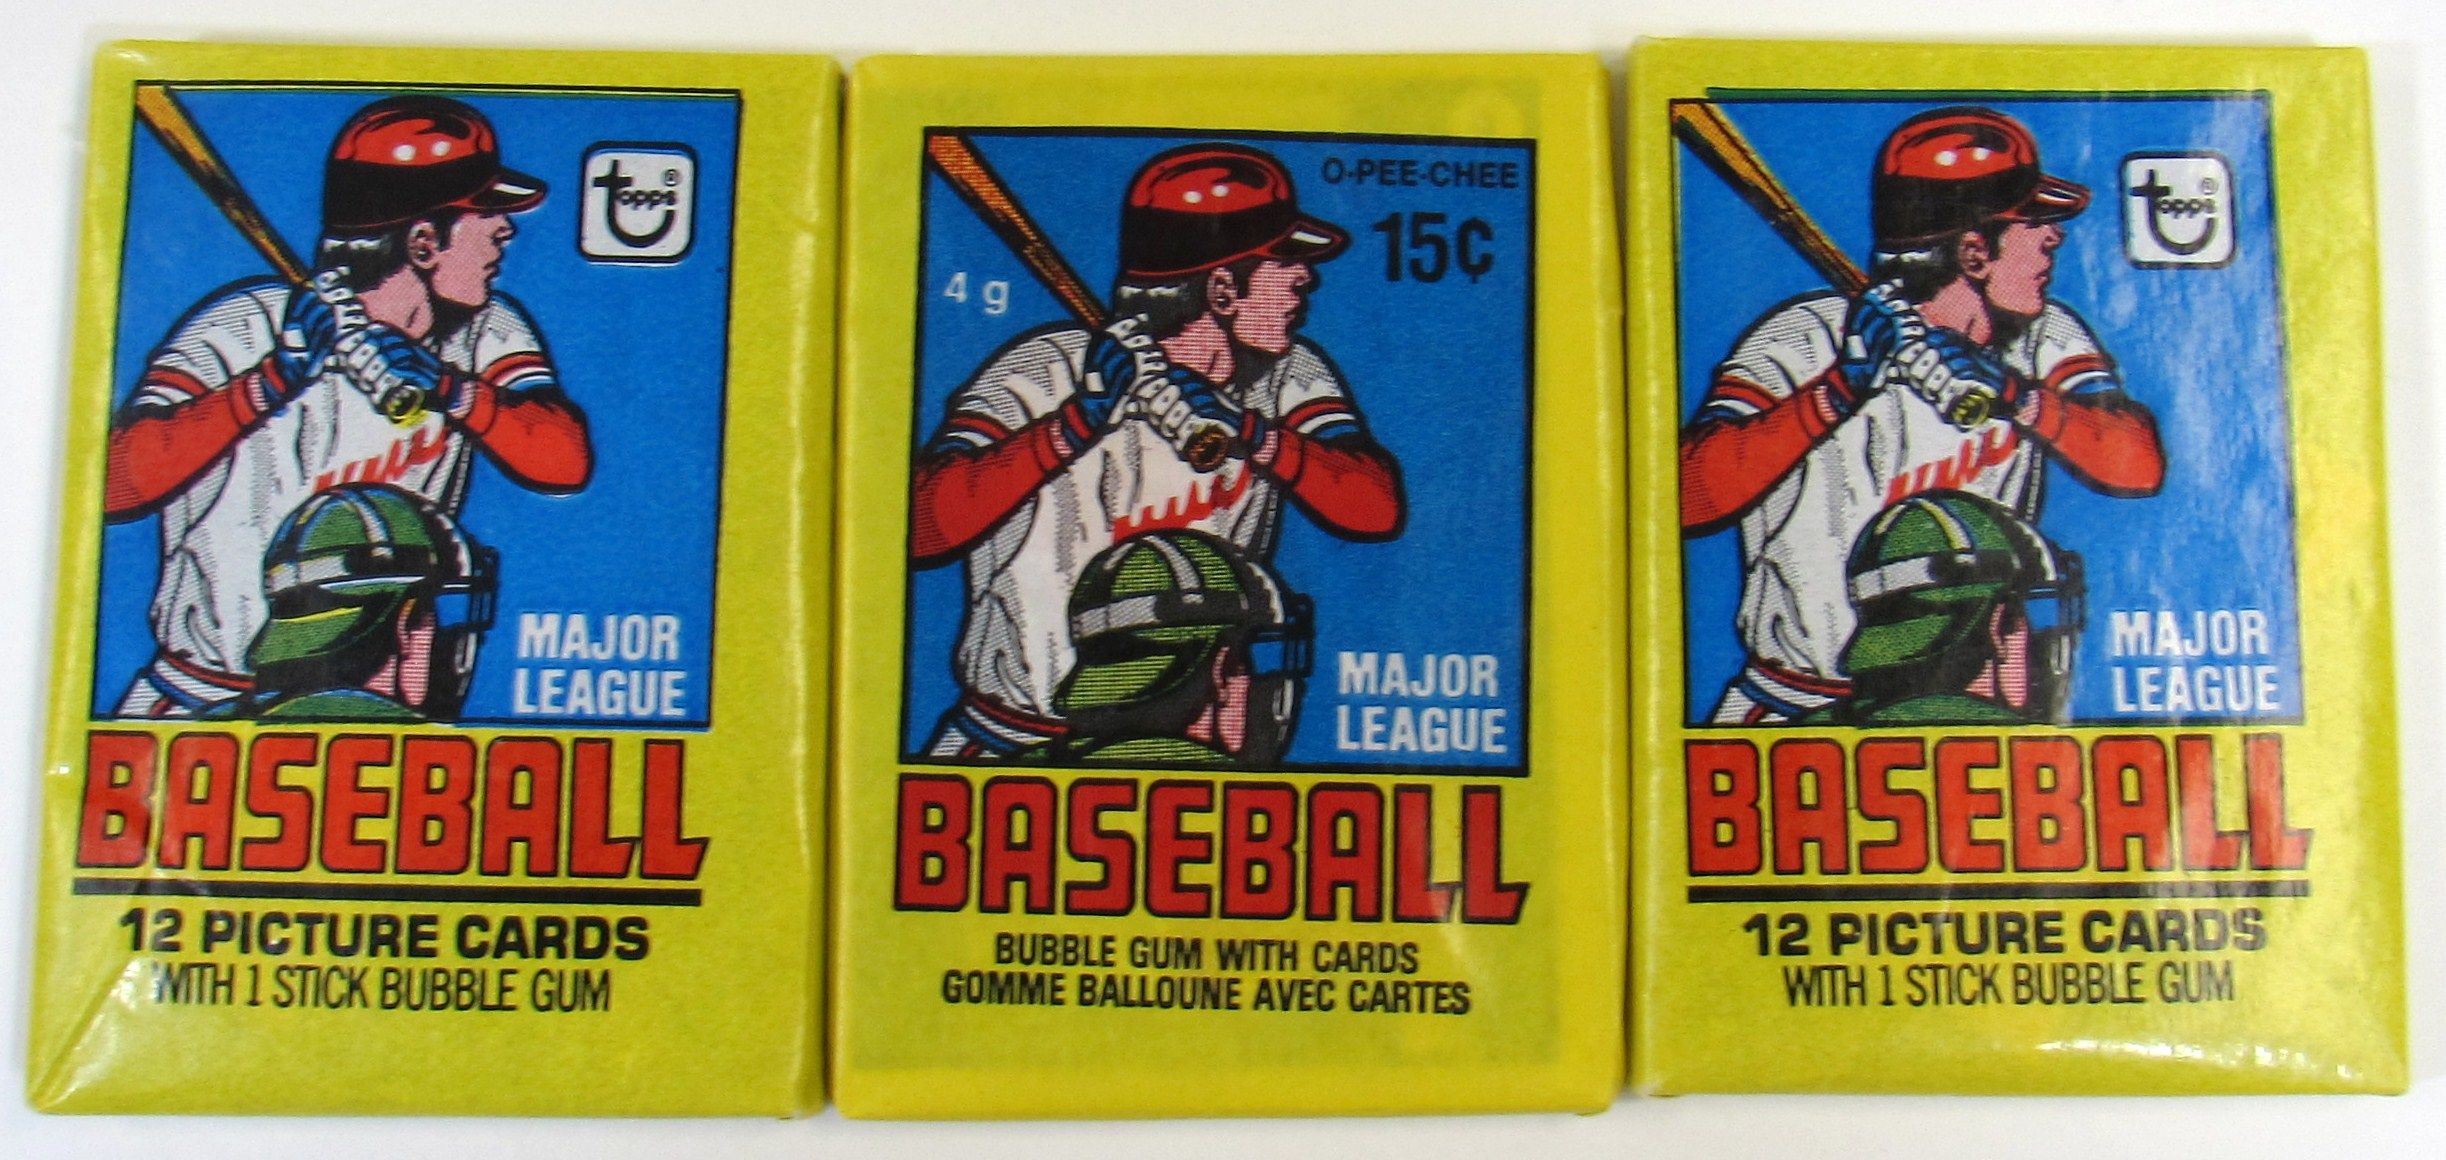 topps®
MAJOR
LEAGUE
BASEBALL
12 PICTURE CARDS
WITH 1 STICK BUBBLE GUM
O-PEE-CHEE
15¢
4 g
MAJOR
LEAGUE
BASEBALL
BUBBLE GUM WITH CARDS
GOMME BALLOUNE AVEC CARTES
topps®
MAJOR
LEAGUE
BASEBALL
12 PICTURE CARDS
WITH 1 STICK BUBBLE GUM